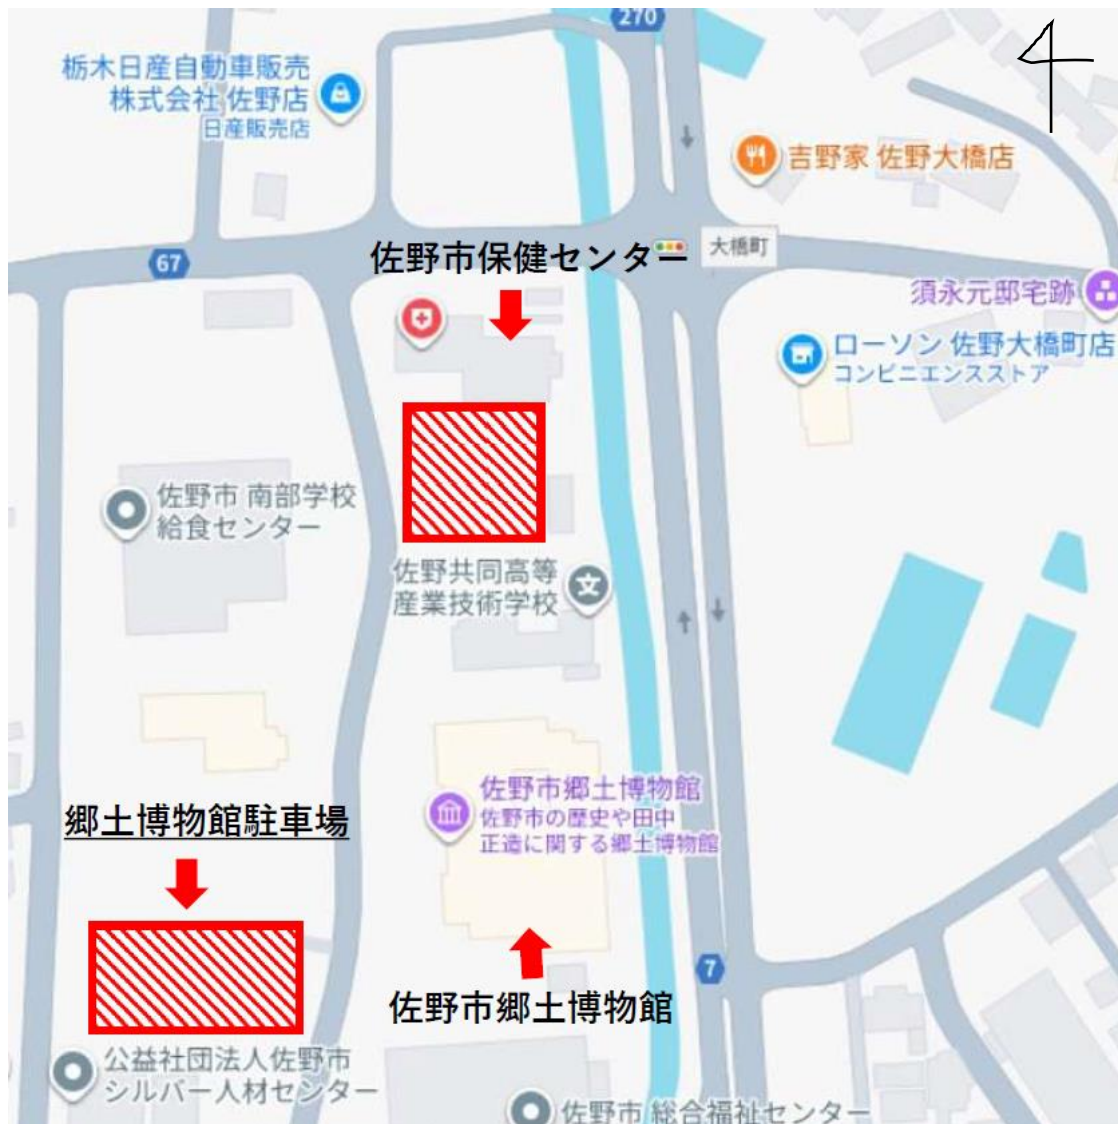 270
栃木日産自動車販売
株式会社 佐野店
日産販売店
吉野家 佐野大橋店
佐野市保健センター
大橋町
67
須永元邸宅跡
ローソン 佐野大橋町店
コンビニエンスストア
佐野市 南部学校
給食センター
佐野共同高等
産業技術学校
文
佐野市郷土博物館
佐野市の歴史や田中
正造に関する郷土博物館
郷土博物館駐車場
7
佐野市郷土博物館
公益社団法人佐野市
シルバー人材センター
佐野市 総合福祉センター